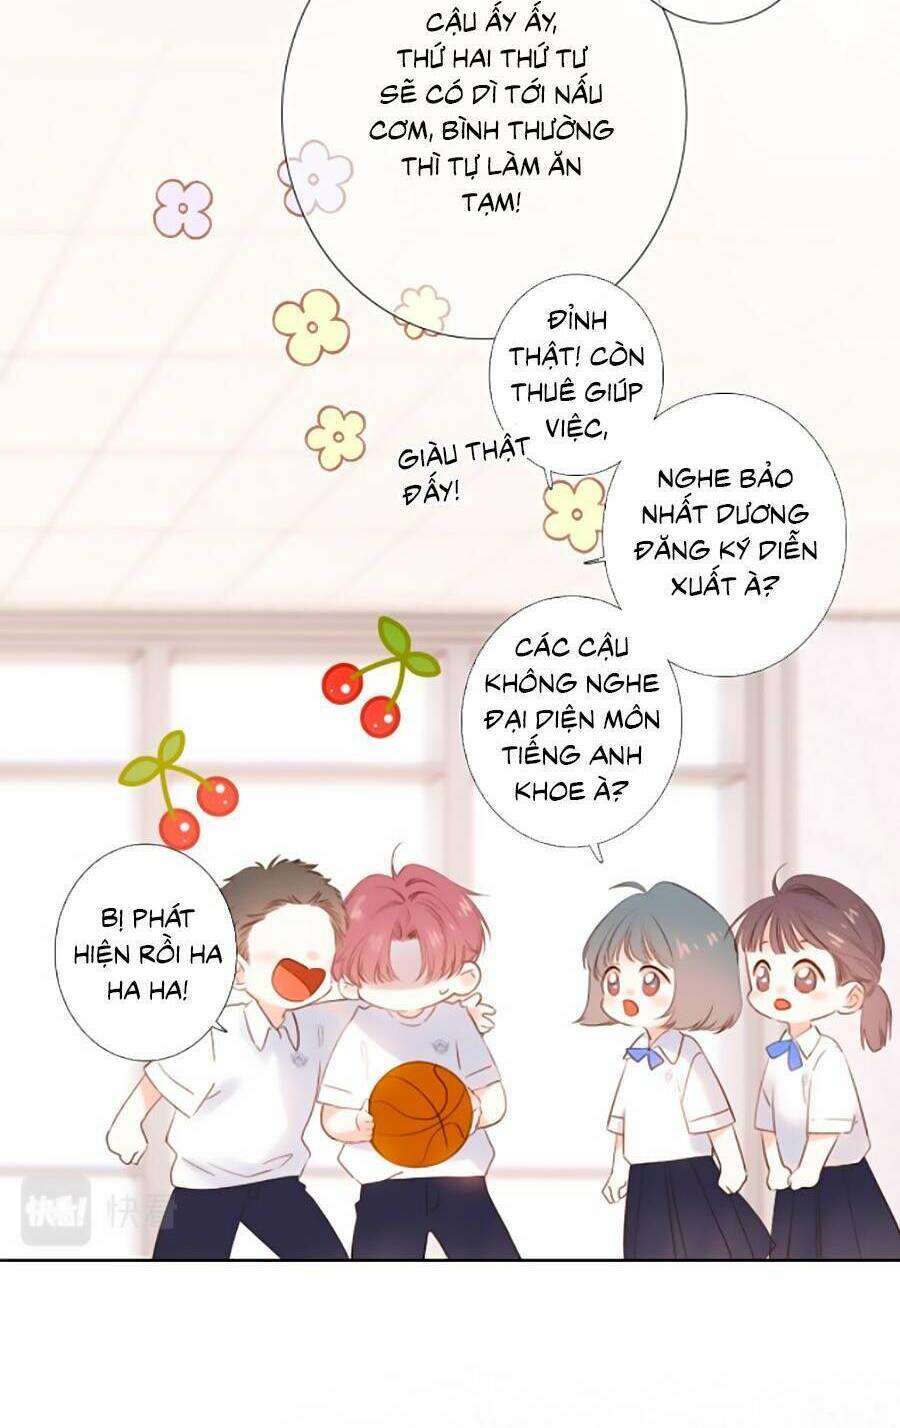 CẬU ẤY ẤY,
THỨ HAI THỨ TƯ
SẼ CÓ DÌ TỚI NẤU
CƠM, BÌNH THƯỜNG
THÌ TỰ LÀM ĂN
TẠM!
ĐỈNH
THẬT! CÒN
THUÊ GIÚP
VIỆC,
GIÀU THẬT
ĐẤY!
NGHE BẢO
NHẤT DƯƠNG
ĐĂNG KÝ DIỄN
XUẤT À?
CÁC CẬU
KHÔNG NGHE
ĐẠI DIỆN MÔN
TIẾNG ANH
KHOE À?
BỊ PHÁT
HIỆN RỒI HA
HA HA!
快看! 快看